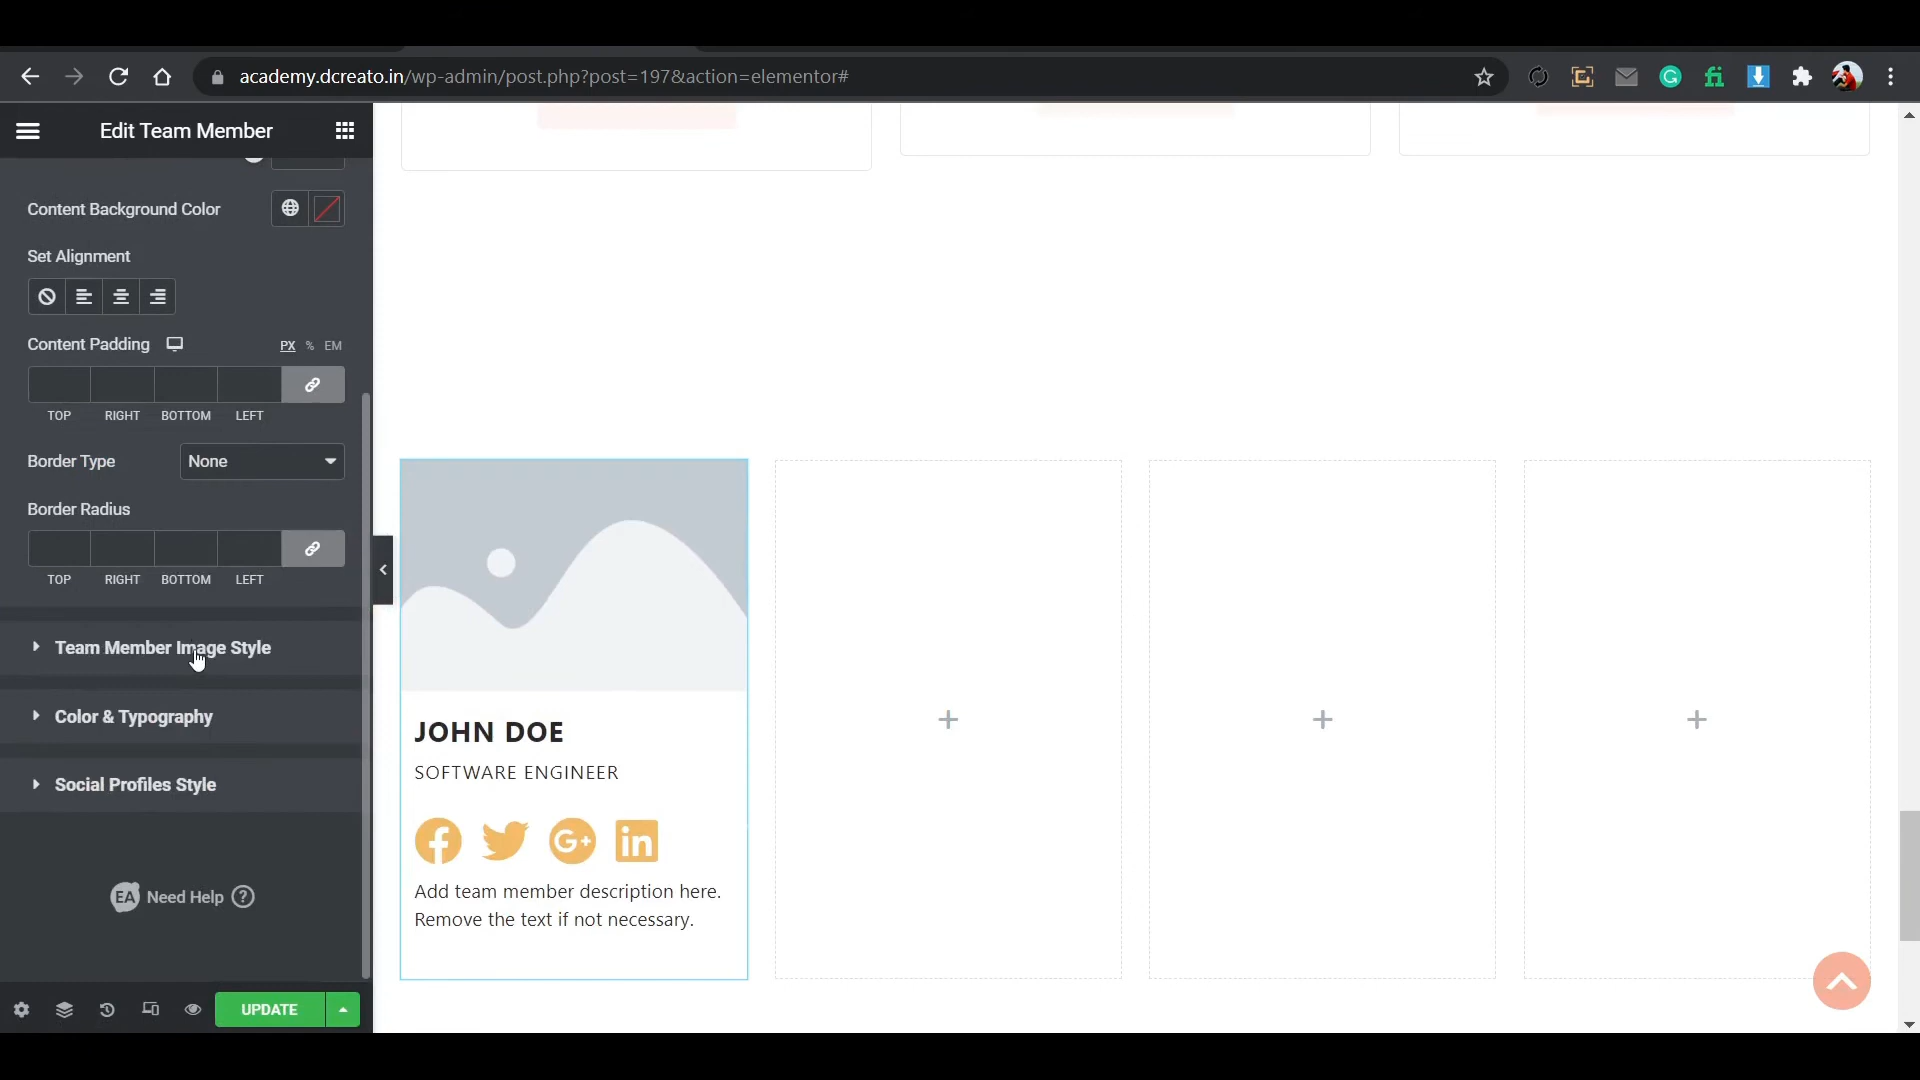 academy.dcreato.in/wp-admin/post.php?post=197&action=elementor#
Edit Team Member
Content Background Color
Set Alignment
Content Padding PX % EM
TOP RIGHT BOTTOM LEFT
Border Type None
Border Radius
TOP RIGHT BOTTOM LEFT
Team Member Image Style
Color & Typography
Social Profiles Style
EA Need Help ?
UPDATE
JOHN DOE
SOFTWARE ENGINEER
Add team member description here.
Remove the text if not necessary.